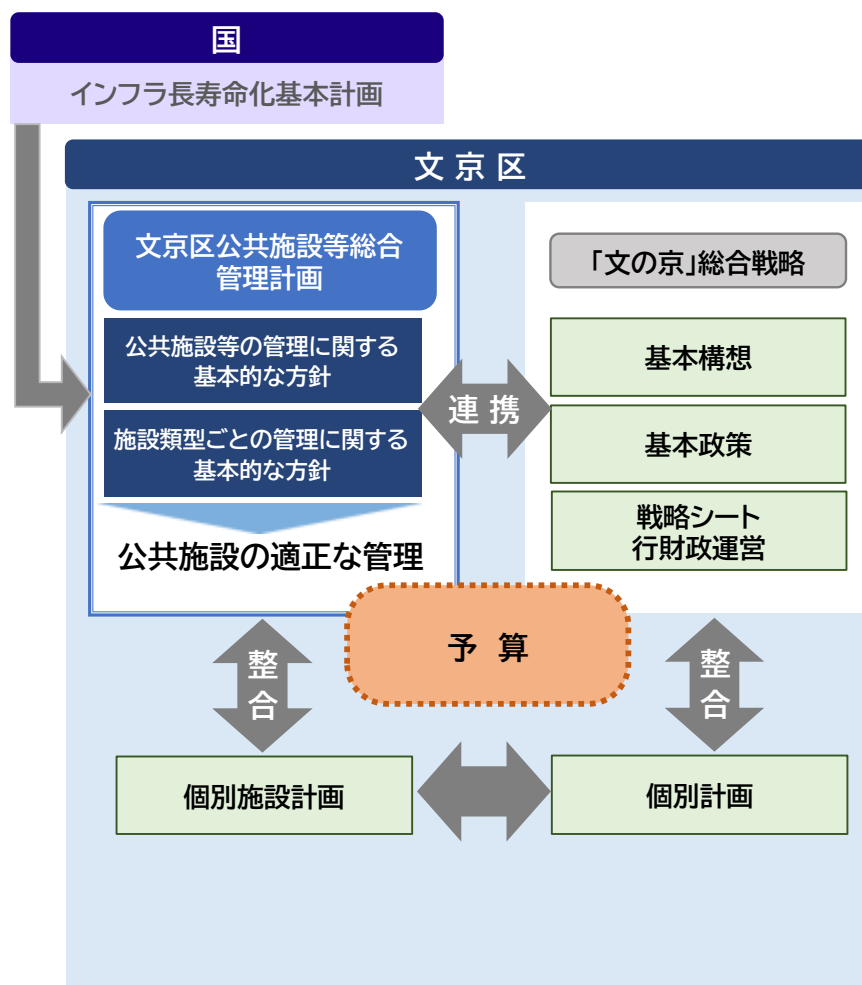 国
インフラ長寿命化基本計画
文京区
文京区公共施設等総合
管理計画
公共施設等の管理に関する
基本的な方針
施設類型ごとの管理に関する
基本的な方針
公共施設の適正な管理
連携
「文の京」総合戦略
基本構想
基本政策
戦略シート
行財政運営
予算
整合
整合
個別施設計画
個別計画